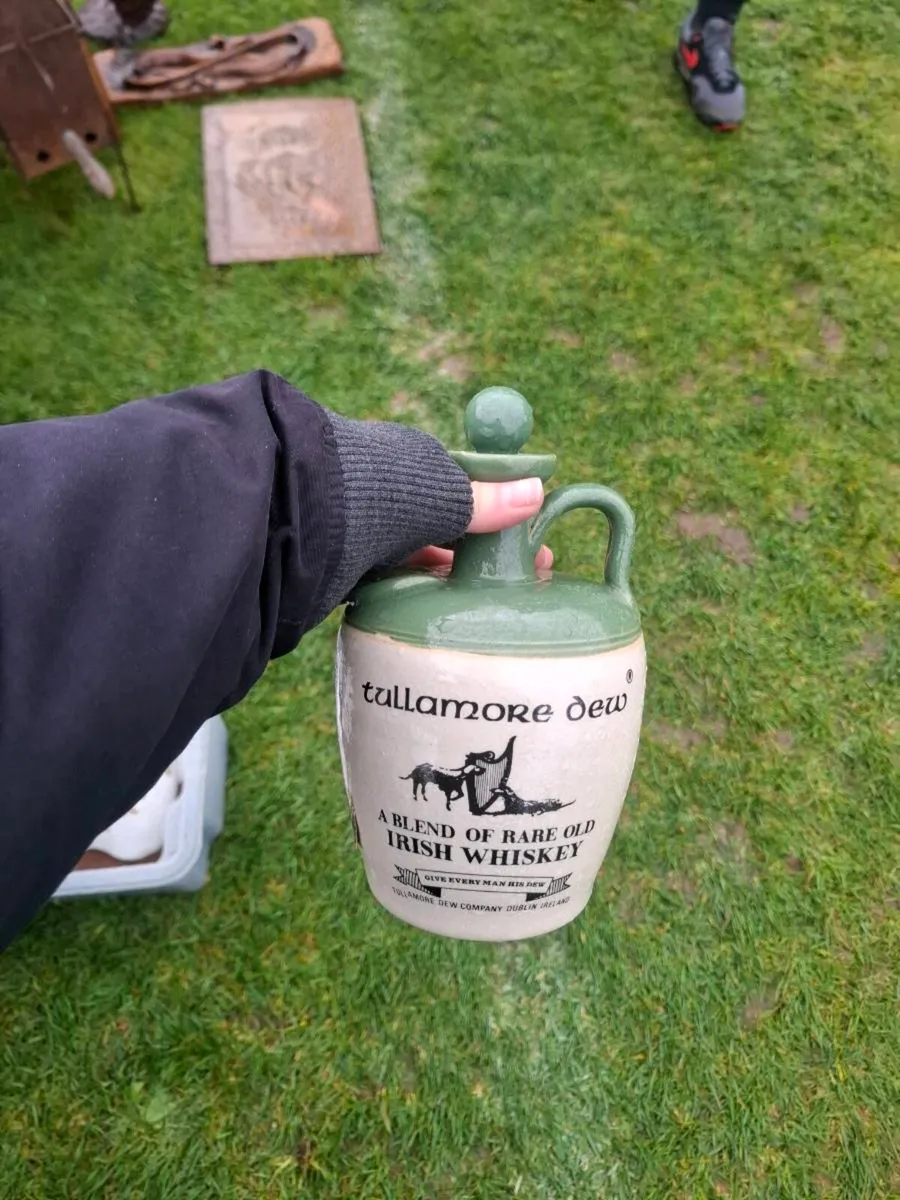 tullamore dew®
A BLEND OF RARE OLD
IRISH WHISKEY
GIVE EVERY MAN HIS DEW
TULLAMORE DEW COMPANY DUBLIN IRELAND